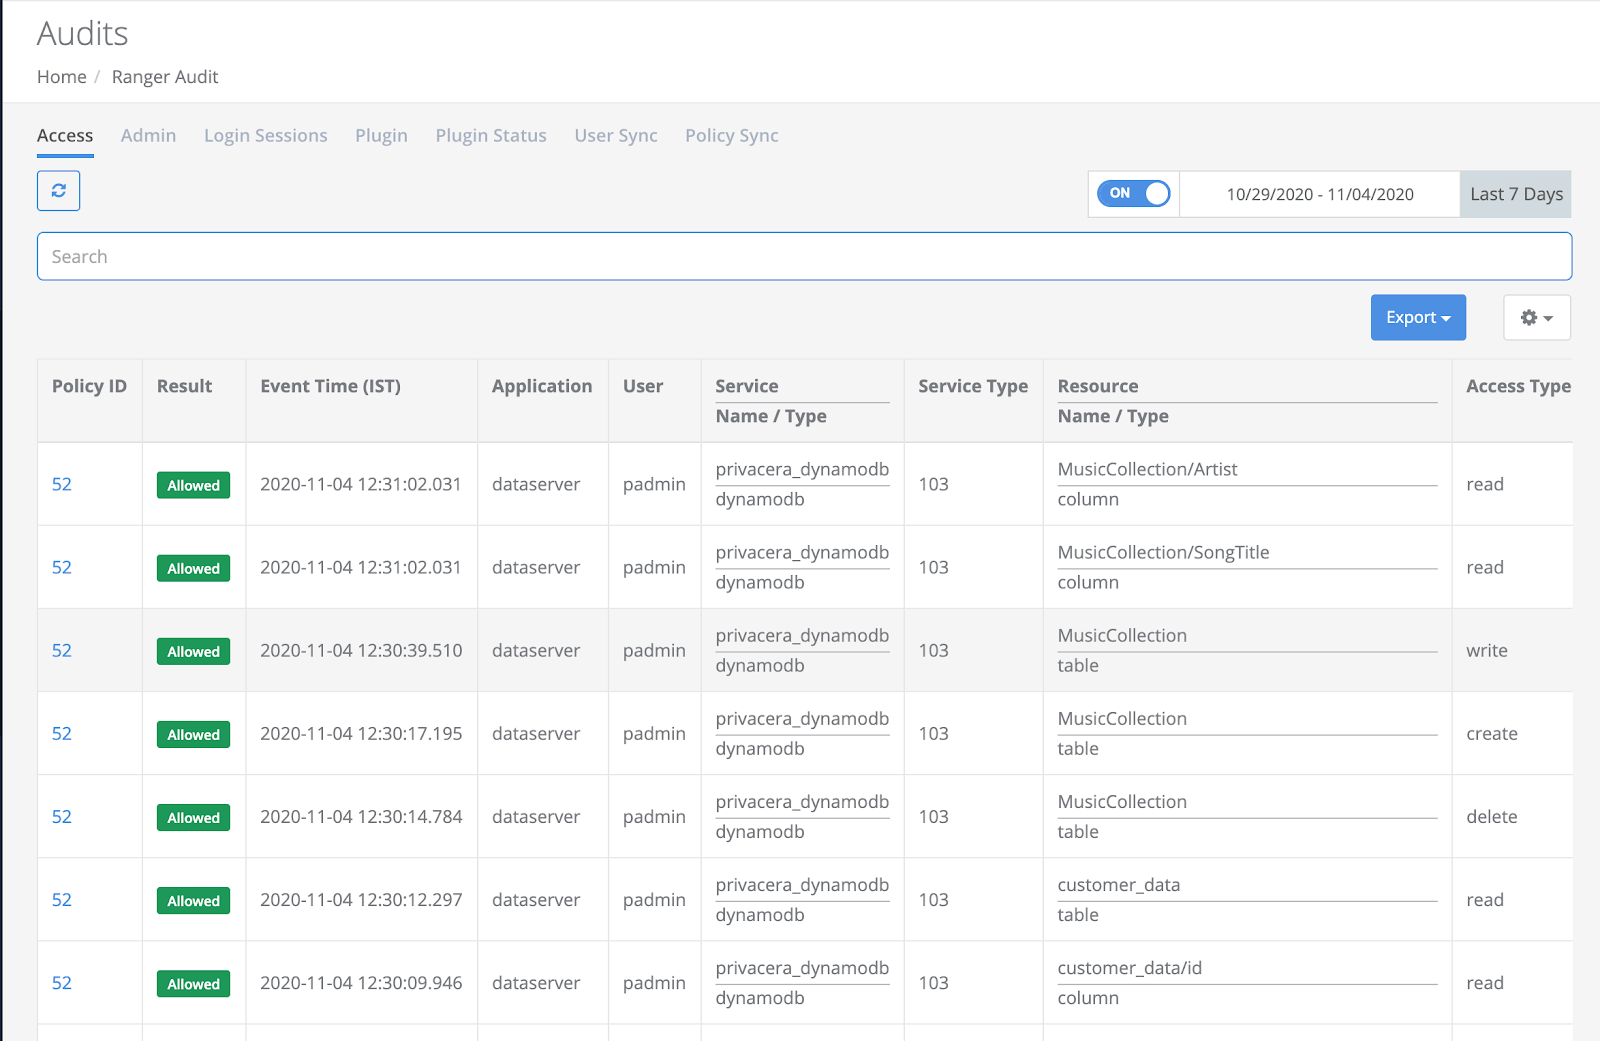 Audits
Home / Ranger Audit
Access Admin Login Sessions Plugin Plugin Status User Sync Policy Sync
ON 10/29/2020 - 11/04/2020 Last 7 Days
Search
Export
Policy ID Result Event Time (IST) Application User Service Service Type Resource Access Type
Name / Type Name / Type
privacera_dynamodb MusicCollection/Artist
52 Allowed 2020-11-04 12:31:02.031 dataserver padmin 103 read
dynamodb column
privacera_dynamodb MusicCollection/SongTitle
52 Allowed 2020-11-04 12:31:02.031 dataserver padmin 103 read
dynamodb column
privacera_dynamodb MusicCollection
52 Allowed 2020-11-04 12:30:39.510 dataserver padmin 103 write
dynamodb table
privacera_dynamodb MusicCollection
52 Allowed 2020-11-04 12:30:17.195 dataserver padmin 103 create
dynamodb table
privacera_dynamodb MusicCollection
52 Allowed 2020-11-04 12:30:14.784 dataserver padmin 103 delete
dynamodb table
privacera_dynamodb customer_data
52 Allowed 2020-11-04 12:30:12.297 dataserver padmin 103 read
dynamodb table
privacera_dynamodb customer_data/id
52 Allowed 2020-11-04 12:30:09.946 dataserver padmin 103 read
dynamodb column